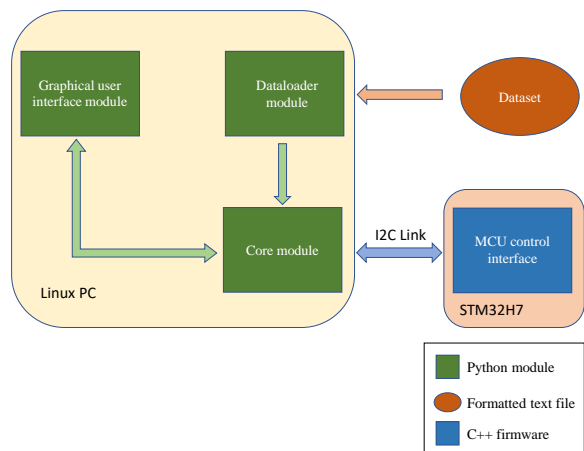 Graphical user
interface module
Dataloader
module
Dataset
Core module
I2C Link
MCU control
interface
Linux PC
STM32H7
Python module
Formatted text file
C++ firmware